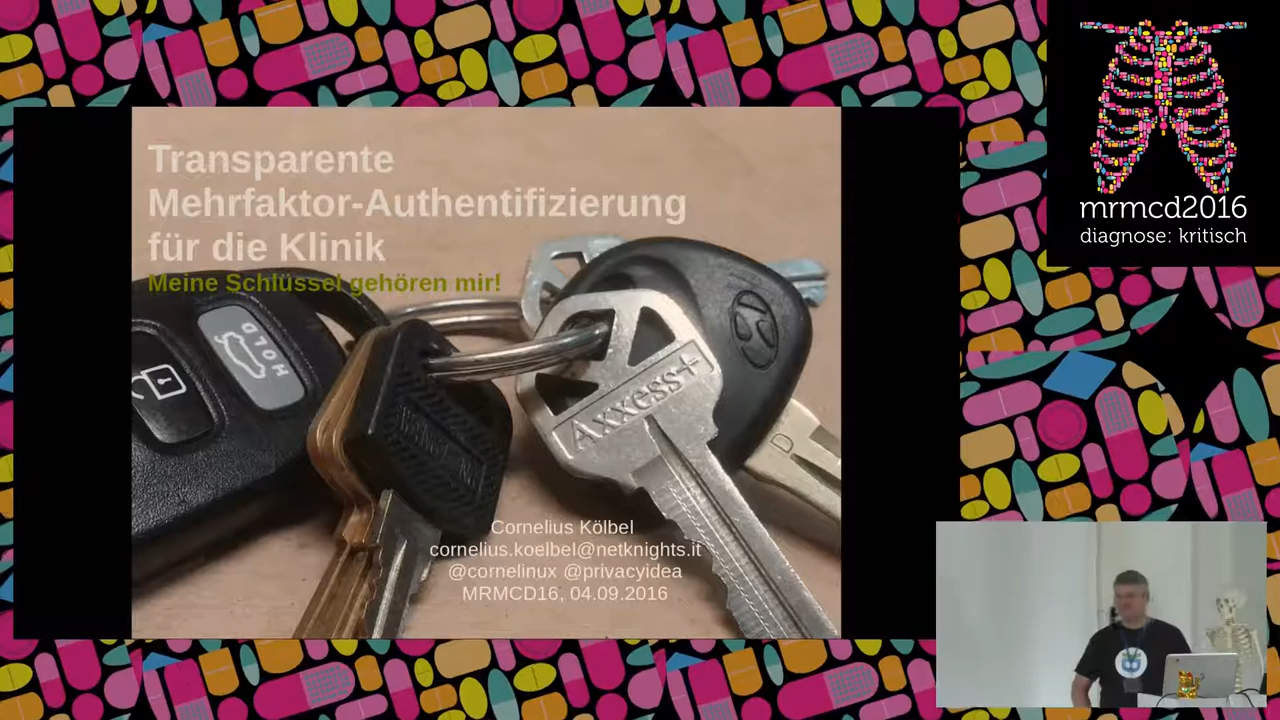 Transparente
Mehrfaktor-Authentifizierung
für die Klinik
Meine Schlüssel gehören mir!
HOLD
Axxess+
D
Cornelius Kölbel
cornelius.koelbel@netknights.it
@cornelinux @privacyidea
MRMCD16, 04.09.2016
mrmcd2016
diagnose: kritisch